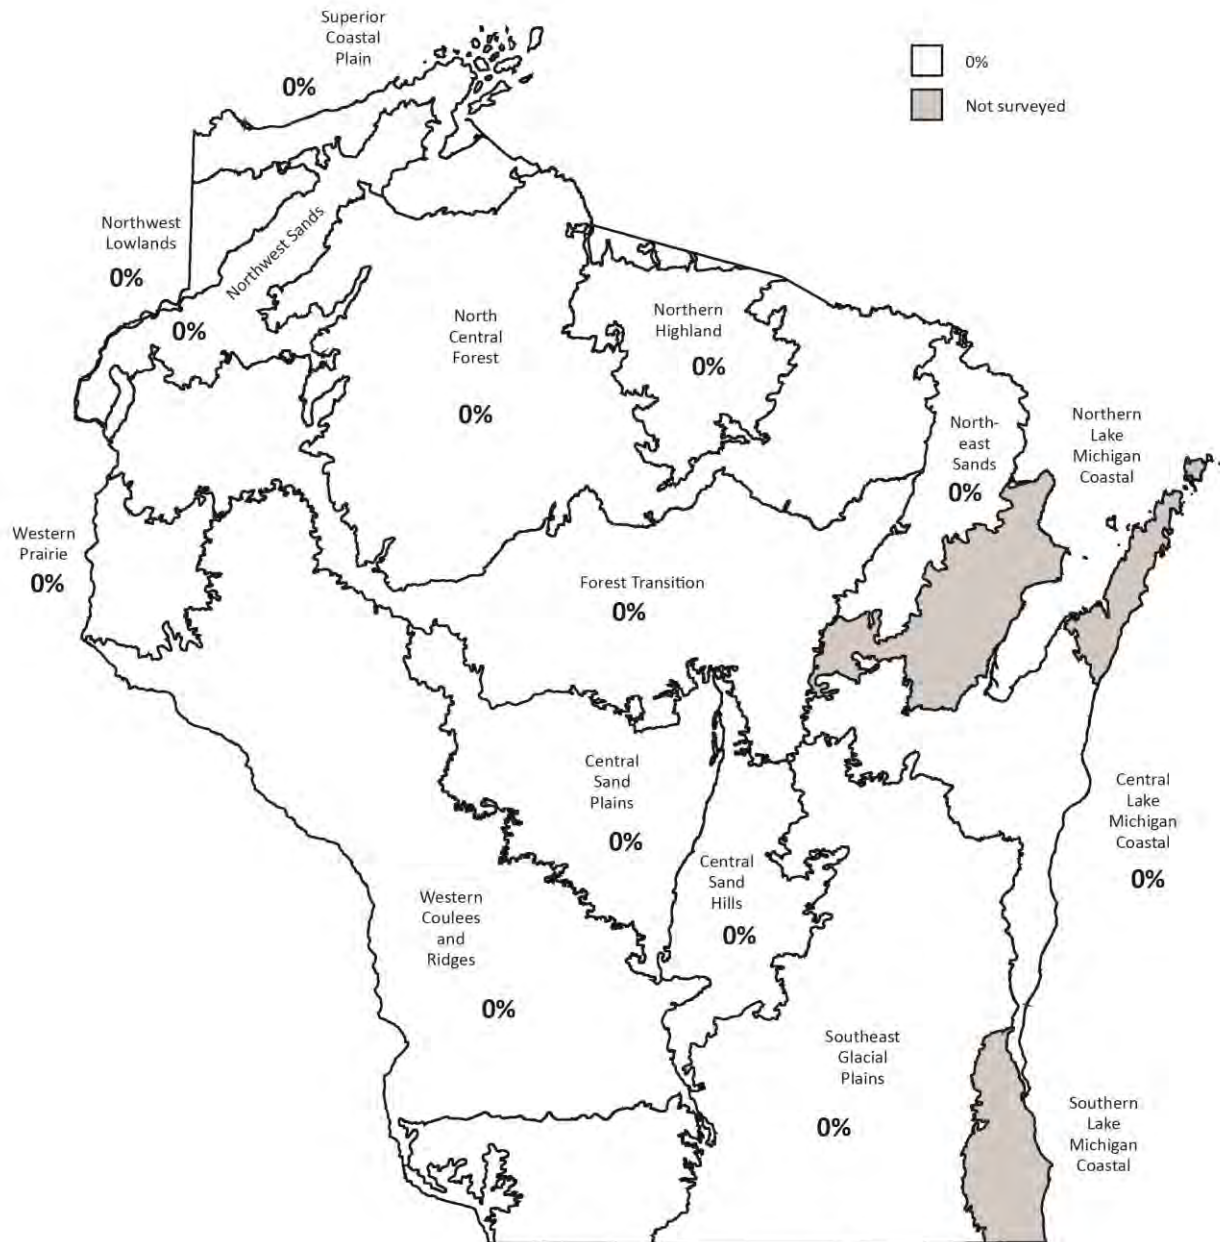 Superior
Coastal
Plain
0%
0%
Not surveyed
Northwest
Lowlands
0%
Northwest Sands
0%
North
Central
Forest
0%
Northern
Highland
0%
North-
east
Sands
0%
Northern
Lake
Michigan
Coastal
Western
Prairie
0%
Forest Transition
0%
Central
Sand
Plains
0%
Central
Sand
Hills
0%
Central
Lake
Michigan
Coastal
0%
Western
Coulees
and
Ridges
0%
Southeast
Glacial
Plains
0%
Southern
Lake
Michigan
Coastal